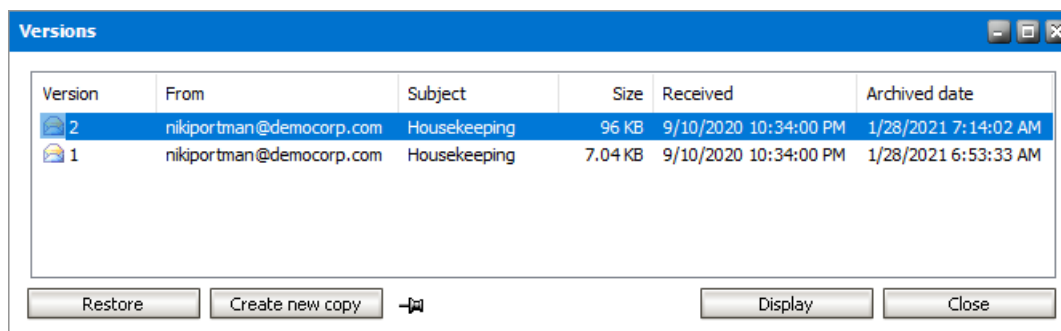 Versions
Version From Subject Size Received Archived date
2 nikiportman@democorp.com Housekeeping 96 KB 9/10/2020 10:34:00 PM 1/28/2021 7:14:02 AM
1 nikiportman@democorp.com Housekeeping 7.04 KB 9/10/2020 10:34:00 PM 1/28/2021 6:53:33 AM
Restore Create new copy Display Close